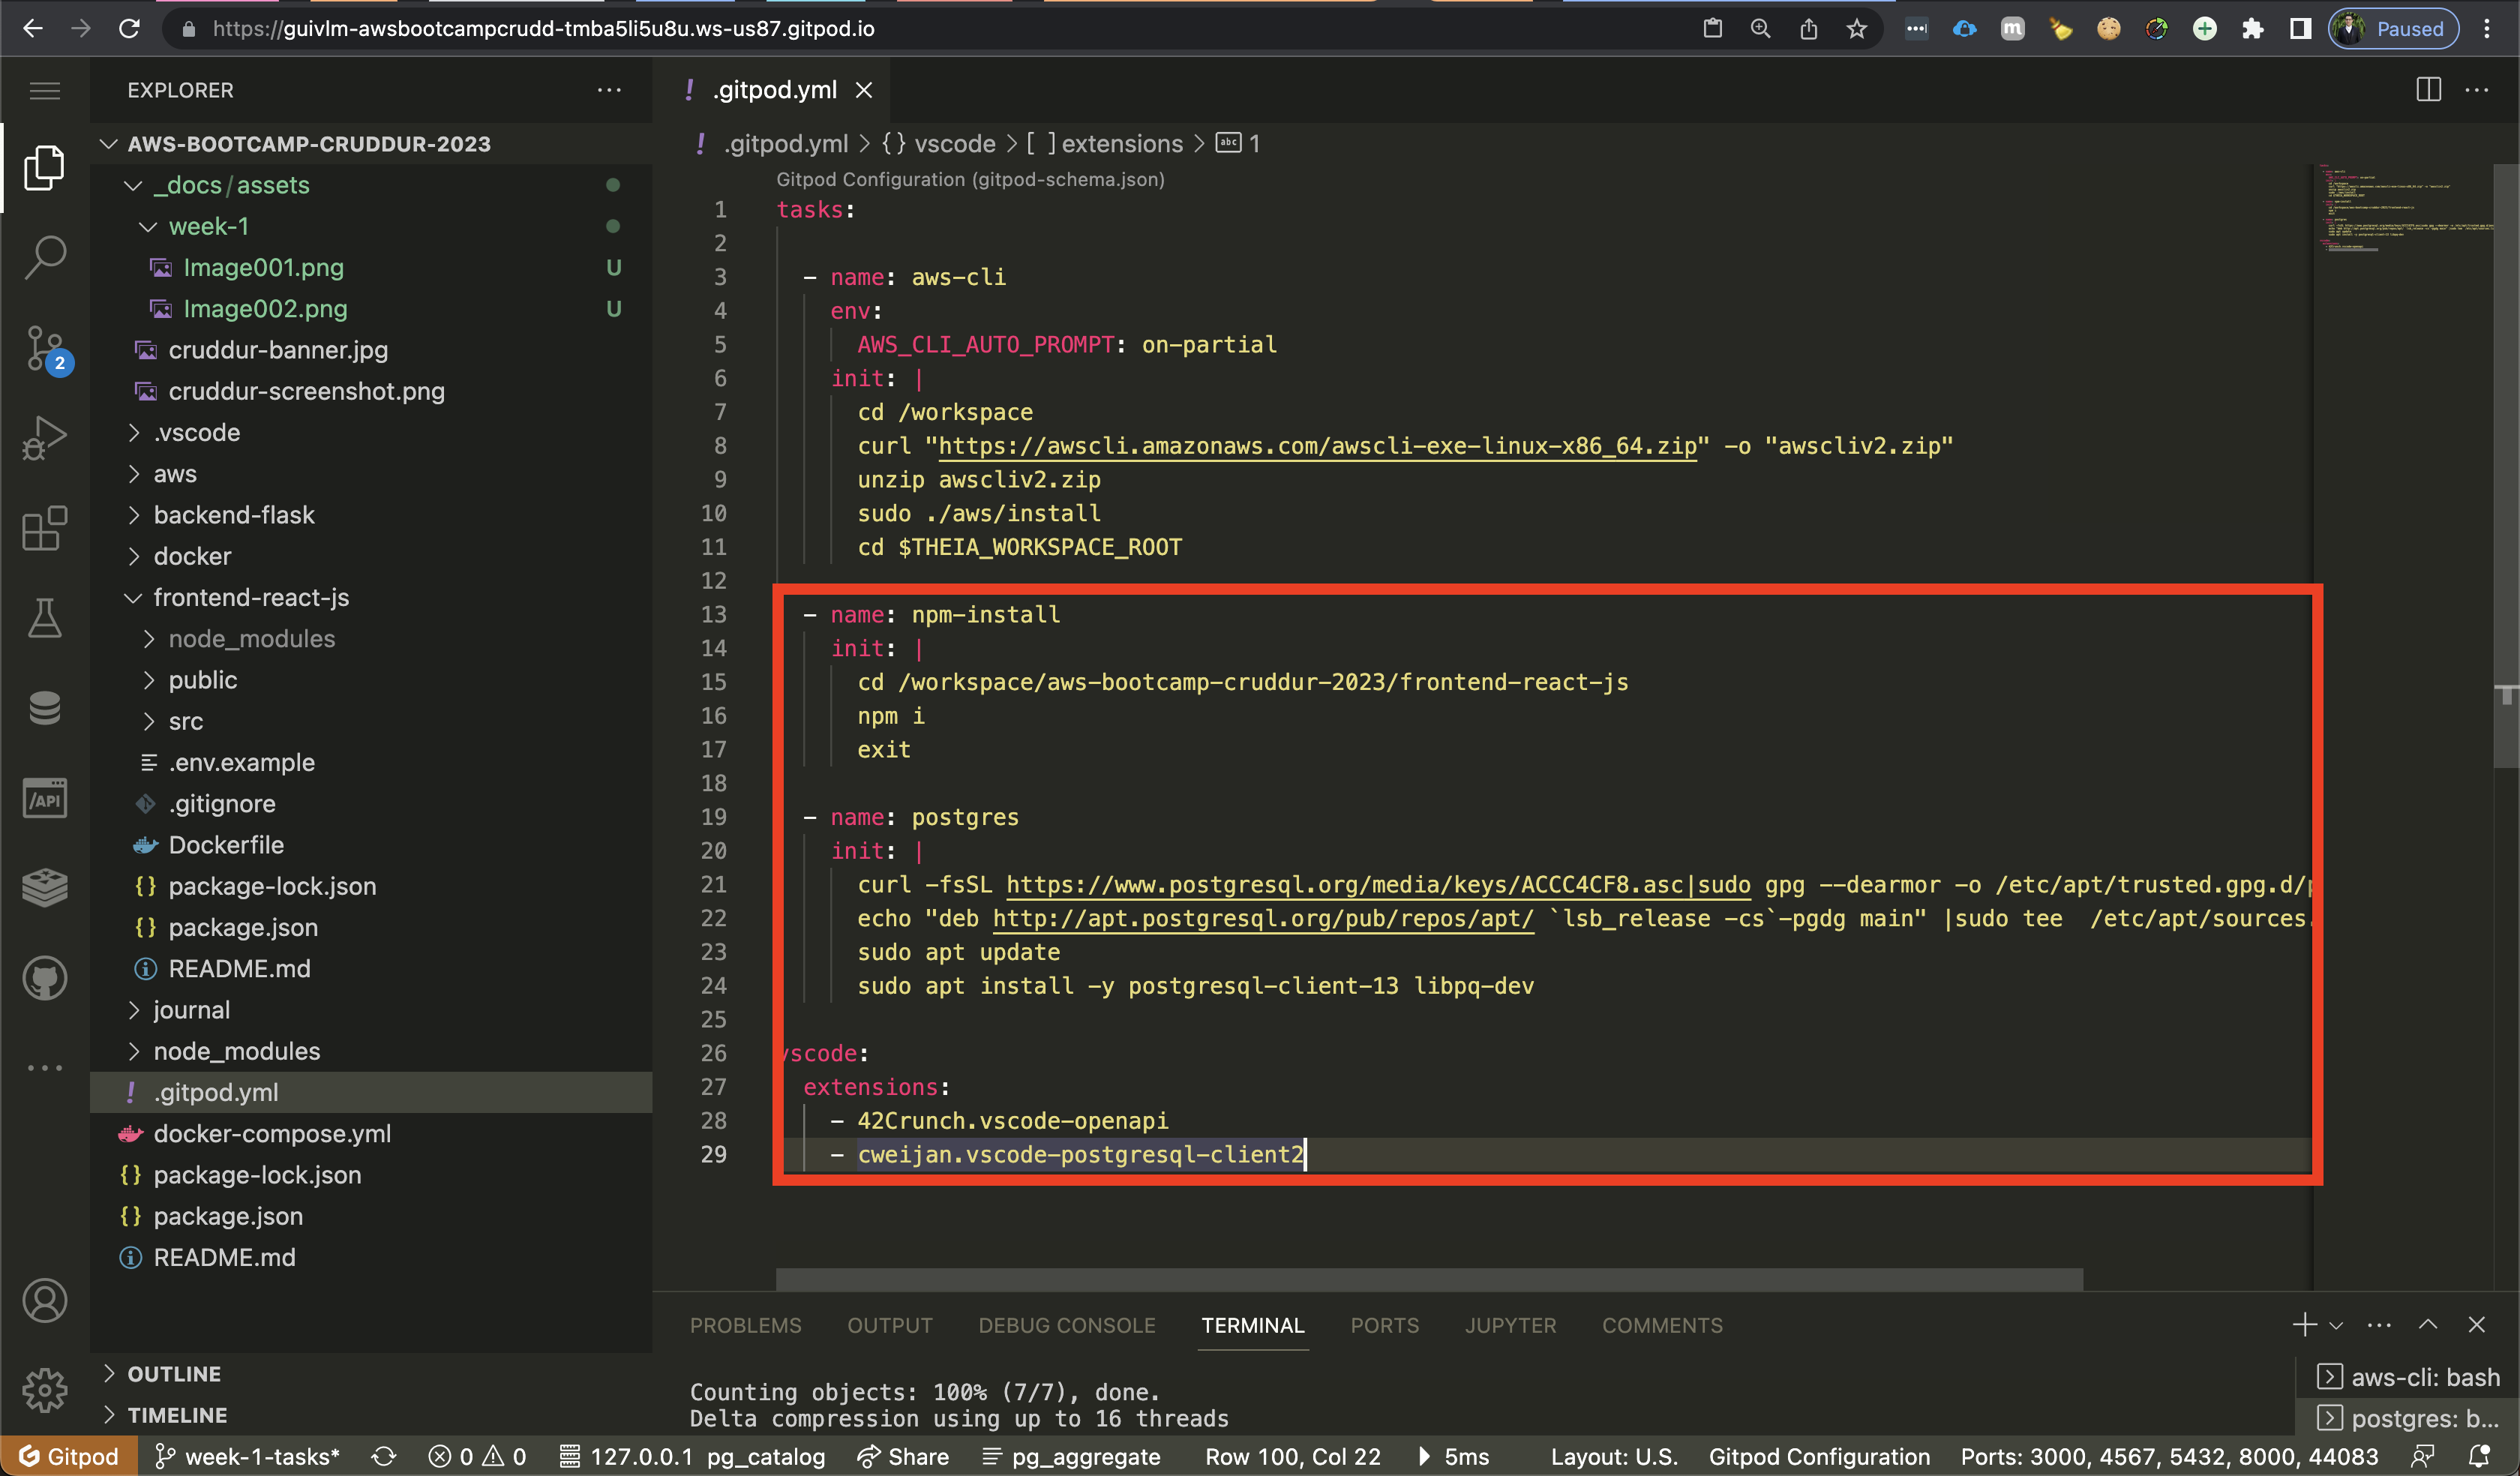 https://guivlm-awsbootcampcrudd-tmba5li5u8u.ws-us87.gitpod.io
Paused
EXPLORER
AWS-BOOTCAMP-CRUDDUR-2023
_docs/assets
week-1
Image001.png U
Image002.png U
cruddur-banner.jpg
cruddur-screenshot.png
.vscode
aws
backend-flask
docker
frontend-react-js
node_modules
public
src
.env.example
.gitignore
Dockerfile
package-lock.json
package.json
README.md
journal
node_modules
.gitpod.yml
docker-compose.yml
package-lock.json
package.json
README.md
OUTLINE
TIMELINE
2
/API
.gitpod.yml
.gitpod.yml > {} vscode > [ ] extensions > abc 1
Gitpod Configuration (gitpod-schema.json)
1 tasks:
2
3 - name: aws-cli
4 env:
5 AWS_CLI_AUTO_PROMPT: on-partial
6 init: |
7 cd /workspace
8 curl "https://awscli.amazonaws.com/awscli-exe-linux-x86_64.zip" -o "awscliv2.zip"
9 unzip awscliv2.zip
10 sudo ./aws/install
11 cd $THEIA_WORKSPACE_ROOT
12
13 - name: npm-install
14 init: |
15 cd /workspace/aws-bootcamp-cruddur-2023/frontend-react-js
16 npm i
17 exit
18
19 - name: postgres
20 init: |
21 curl -fsSL https://www.postgresql.org/media/keys/ACCC4CF8.asc|sudo gpg --dearmor -o /etc/apt/trusted.gpg.d/p
22 echo "deb http://apt.postgresql.org/pub/repos/apt/ `lsb_release -cs`-pgdg main" |sudo tee  /etc/apt/sources.
23 sudo apt update
24 sudo apt install -y postgresql-client-13 libpq-dev
25
26 vscode:
27 extensions:
28 - 42Crunch.vscode-openapi
29 - cweijan.vscode-postgresql-client2
PROBLEMS OUTPUT DEBUG CONSOLE TERMINAL PORTS JUPYTER COMMENTS
Counting objects: 100% (7/7), done.
Delta compression using up to 16 threads
aws-cli: bash
postgres: b...
Gitpod week-1-tasks* 0 0 127.0.0.1 pg_catalog Share pg_aggregate Row 100, Col 22 5ms Layout: U.S. Gitpod Configuration Ports: 3000, 4567, 5432, 8000, 44083